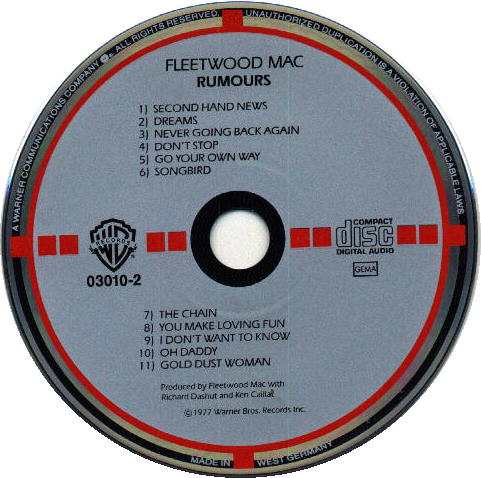 A WARNER COMMUNICATIONS COMPANY ALL RIGHTS RESERVED. UNAUTHORIZED DUPLICATION IS A VIOLATION OF APPLICABLE LAWS
FLEETWOOD MAC
RUMOURS
1) SECOND HAND NEWS
2) DREAMS
3) NEVER GOING BACK AGAIN
4) DON'T STOP
5) GO YOUR OWN WAY
6) SONGBIRD
WB
RECORDS
03010-2
COMPACT
disc
DIGITAL AUDIO
GEMA
7) THE CHAIN
8) YOU MAKE LOVING FUN
9) I DON'T WANT TO KNOW
10) OH DADDY
11) GOLD DUST WOMAN
Produced by Fleetwood Mac with
Richard Dashut and Ken Caillat
©1977 Warner Bros. Records Inc.
MADE IN WEST GERMANY